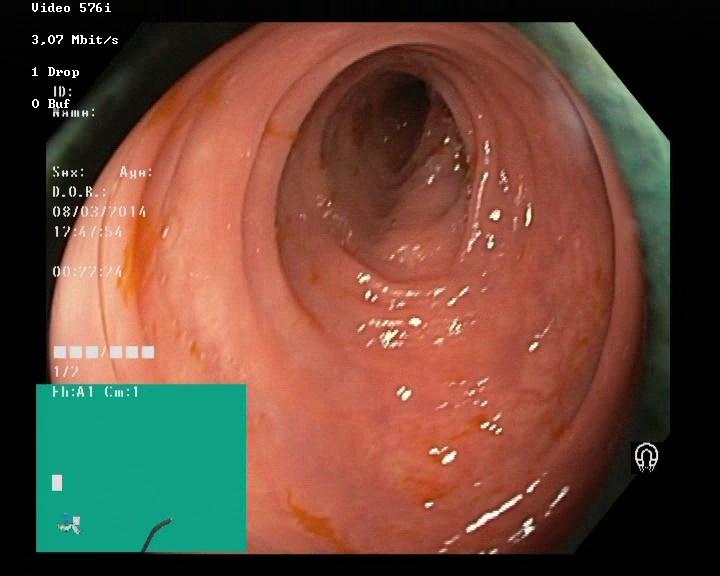 Video 576i
3,07 Mbit/s
1 Drop
0 Buf
ID:
Name:
Sex: Age:
D.O.B.:
08/03/2014
12:47:54
00:22:24
1/2
Eh:A1 Cm:1